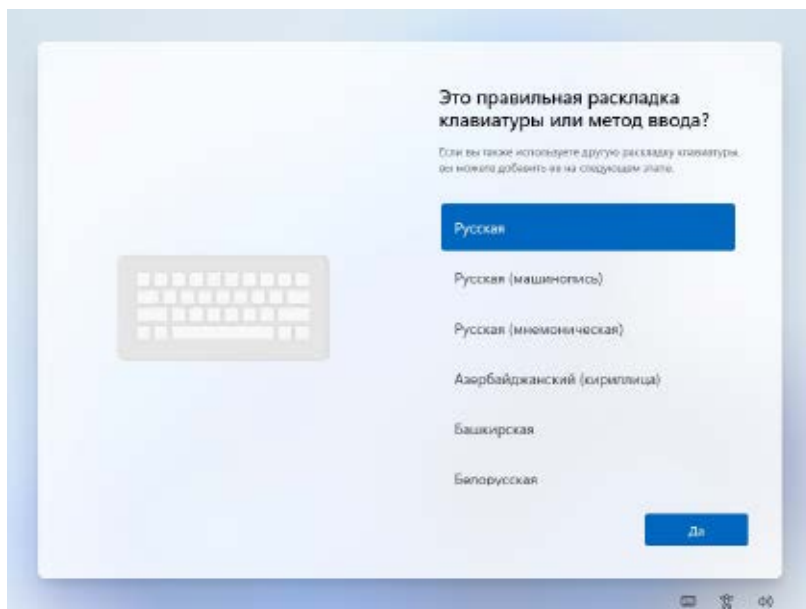 Это правильная раскладка
клавиатуры или метод ввода?
Если вы также используете другую раскладку клавиатуры,
вы можете добавить ее на следующем этапе.
Русская
Русская (машинопись)
Русская (мнемоническая)
Азербайджанский (кириллица)
Башкирская
Белорусская
Да